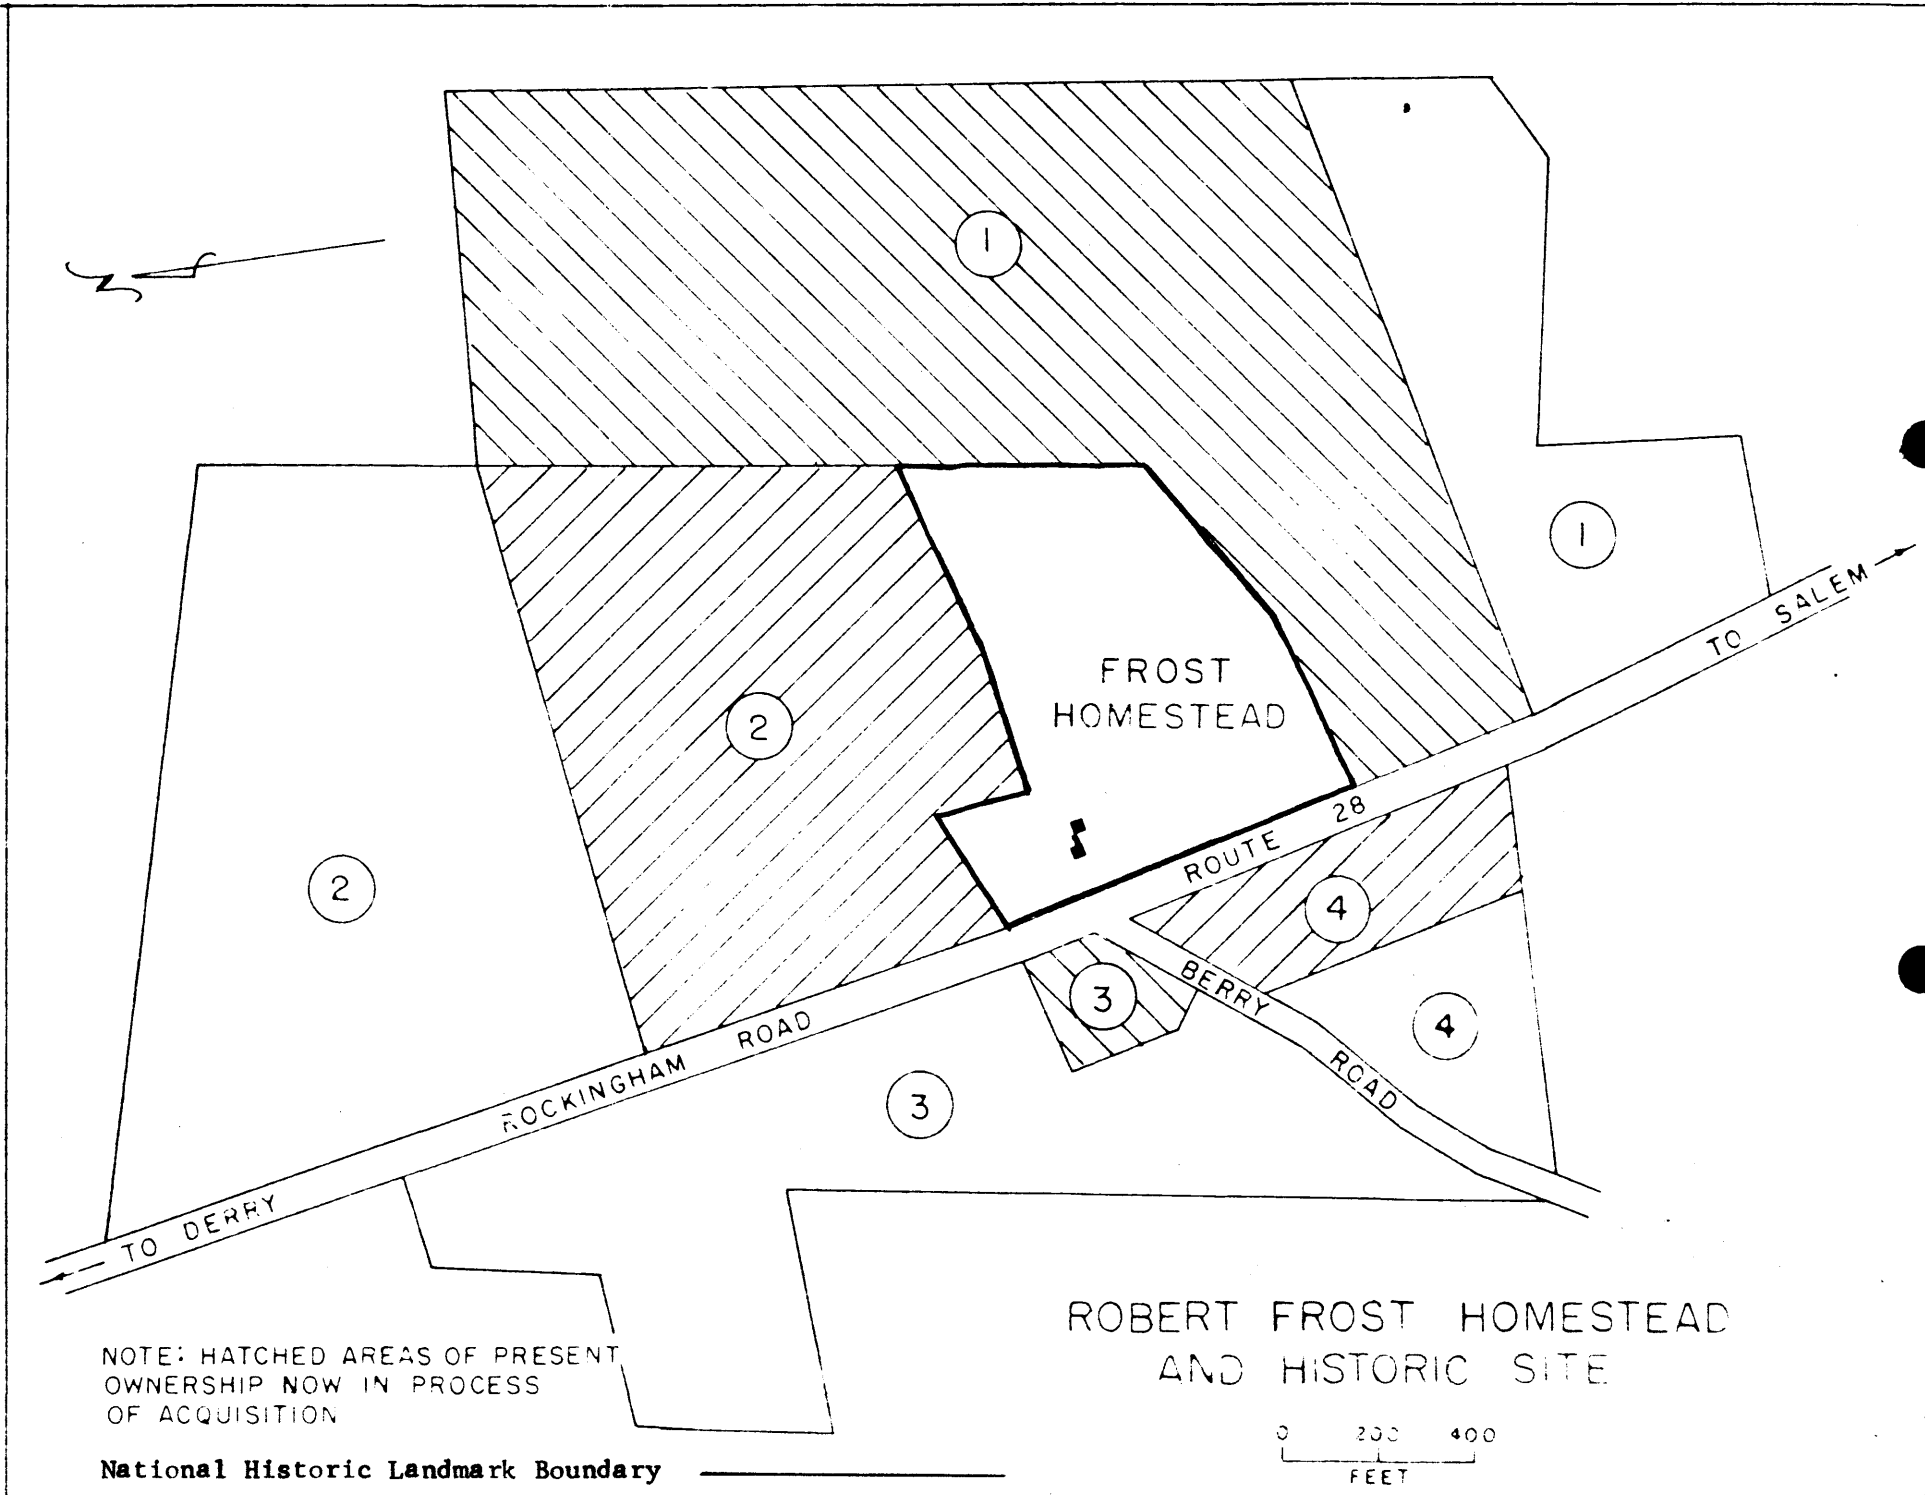 N
1
1
TO SALEM
FROST
HOMESTEAD
2
2
ROUTE 28
4
BERRY ROAD
3
4
3
ROCKINGHAM ROAD
TO DERRY
ROBERT FROST HOMESTEAD
AND HISTORIC SITE
NOTE: HATCHED AREAS OF PRESENT
OWNERSHIP NOW IN PROCESS
OF ACQUISITION
0 200 400
FEET
National Historic Landmark Boundary